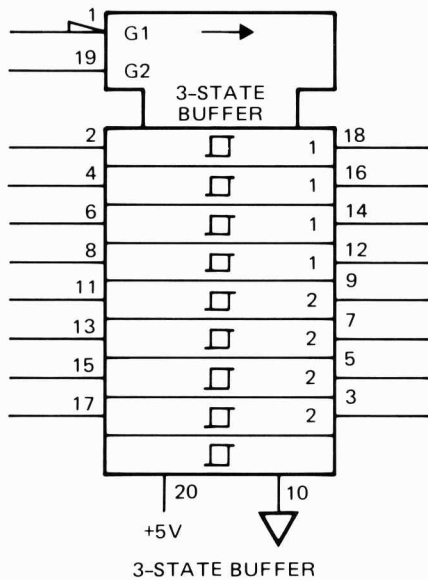 1
G1
19
G2
3-STATE
BUFFER
2 1 18
4 1 16
6 1 14
8 1 12
11 2 9
13 2 7
15 2 5
17 2 3
20 10
+5V
3-STATE BUFFER